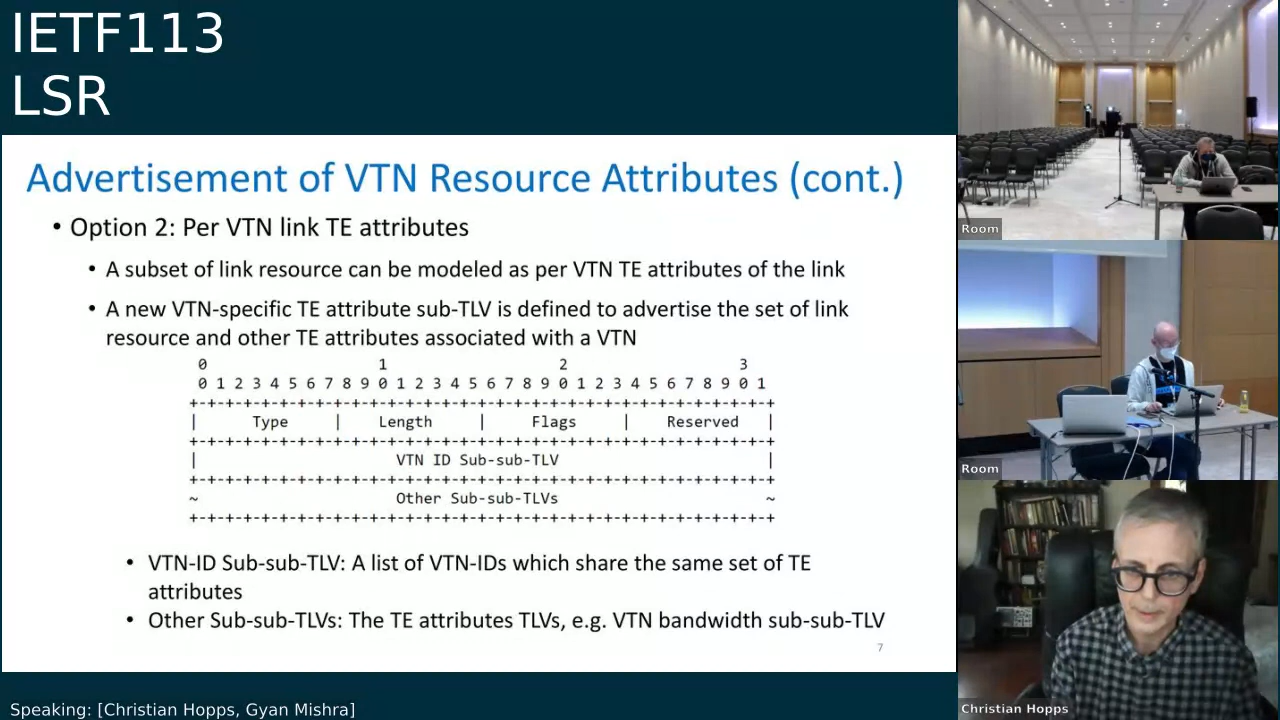 IETF113
LSR
Advertisement of VTN Resource Attributes (cont.)
• Option 2: Per VTN link TE attributes
• A subset of link resource can be modeled as per VTN TE attributes of the link
• A new VTN-specific TE attribute sub-TLV is defined to advertise the set of link
resource and other TE attributes associated with a VTN
0 1 2 3
0 1 2 3 4 5 6 7 8 9 0 1 2 3 4 5 6 7 8 9 0 1 2 3 4 5 6 7 8 9 0 1
+-+-+-+-+-+-+-+-+-+-+-+-+-+-+-+-+-+-+-+-+-+-+-+-+-+-+-+-+-+-+-+-+
| Type | Length | Flags | Reserved |
+-+-+-+-+-+-+-+-+-+-+-+-+-+-+-+-+-+-+-+-+-+-+-+-+-+-+-+-+-+-+-+-+
| VTN ID Sub-sub-TLV |
+-+-+-+-+-+-+-+-+-+-+-+-+-+-+-+-+-+-+-+-+-+-+-+-+-+-+-+-+-+-+-+-+
~ Other Sub-sub-TLVs ~
+-+-+-+-+-+-+-+-+-+-+-+-+-+-+-+-+-+-+-+-+-+-+-+-+-+-+-+-+-+-+-+-+
• VTN-ID Sub-sub-TLV: A list of VTN-IDs which share the same set of TE
attributes
• Other Sub-sub-TLVs: The TE attributes TLVs, e.g. VTN bandwidth sub-sub-TLV
7
Speaking: [Christian Hopps, Gyan Mishra]
Room
Room
Christian Hopps